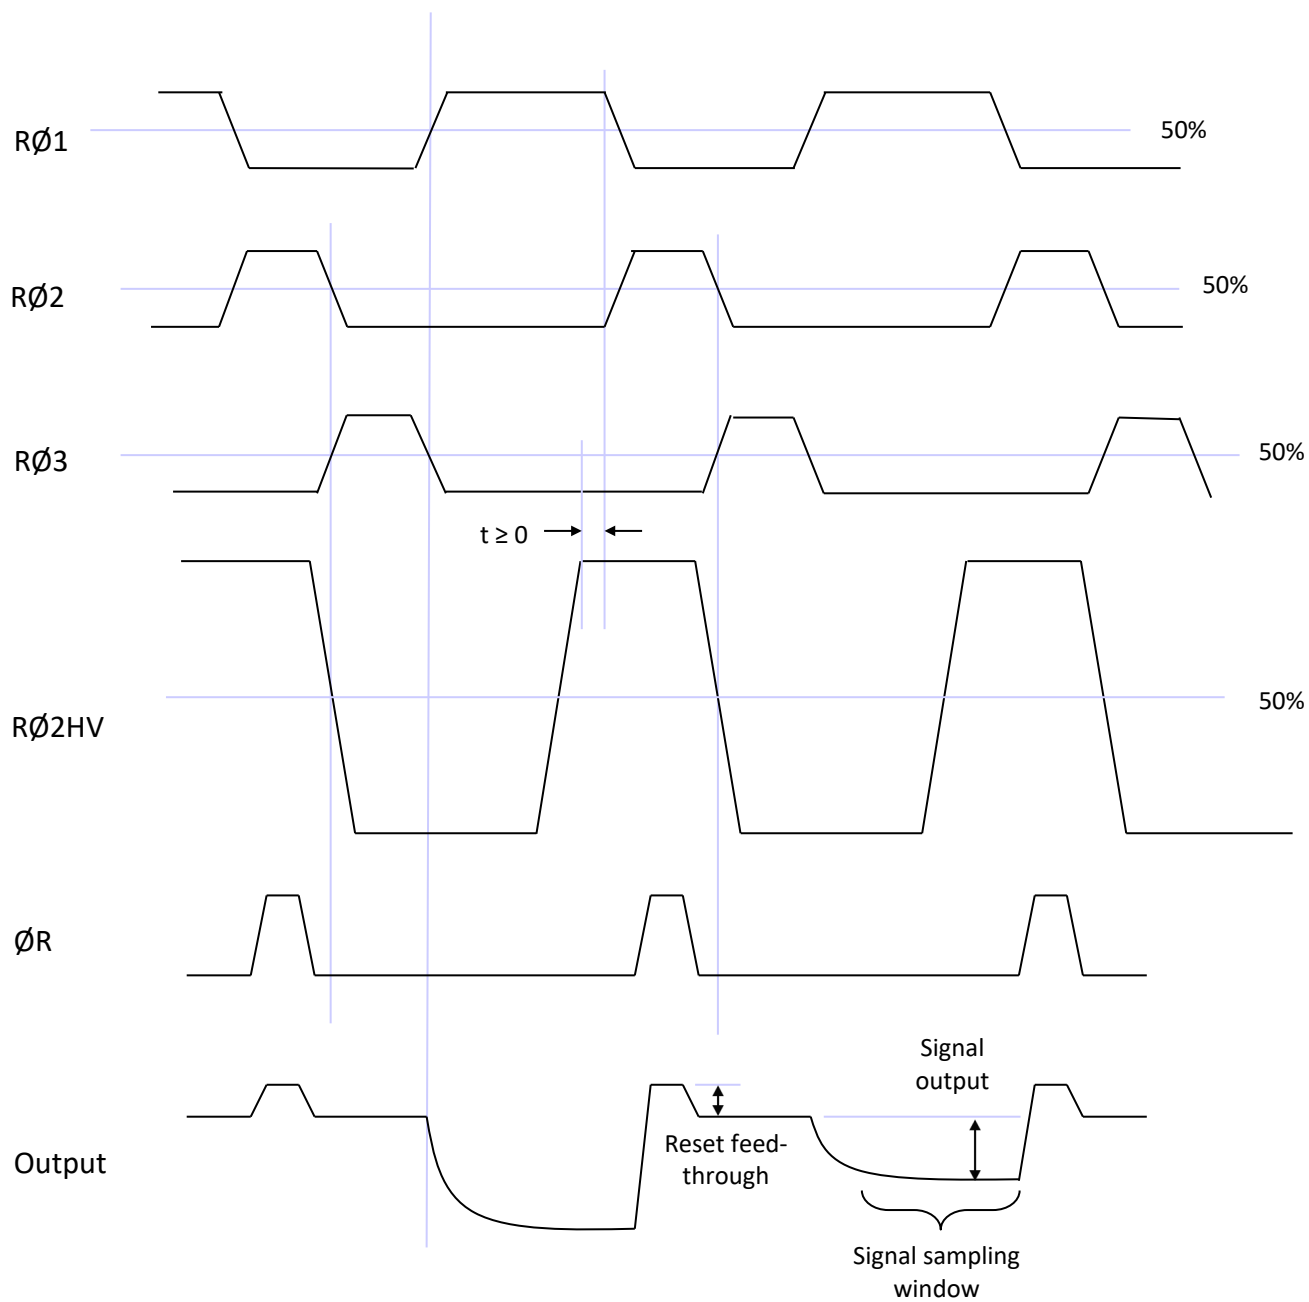 RØ1
50%
RØ2
50%
RØ3
50%
t ≥ 0
RØ2HV
50%
ØR
Signal
output
Reset feed-
through
Output
Signal sampling
window